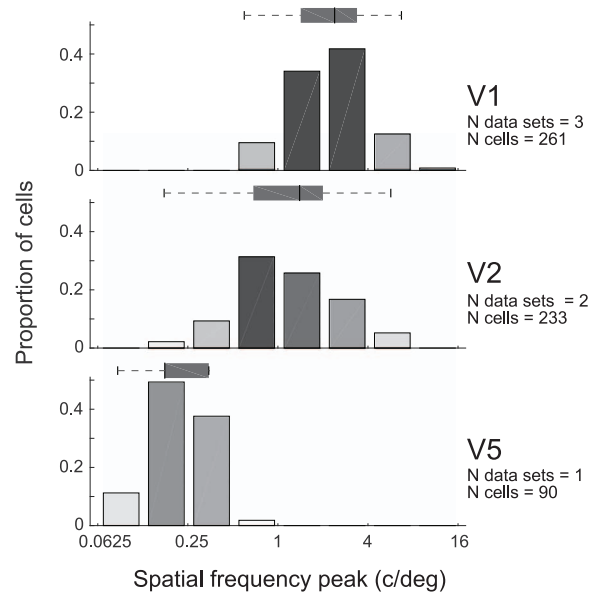 0.4
0.2
0
V1
N data sets = 3
N cells = 261
0.4
0.2
0
V2
N data sets = 2
N cells = 233
0.4
0.2
0
V5
N data sets = 1
N cells = 90
Proportion of cells
0.0625 0.25 1 4 16
Spatial frequency peak (c/deg)